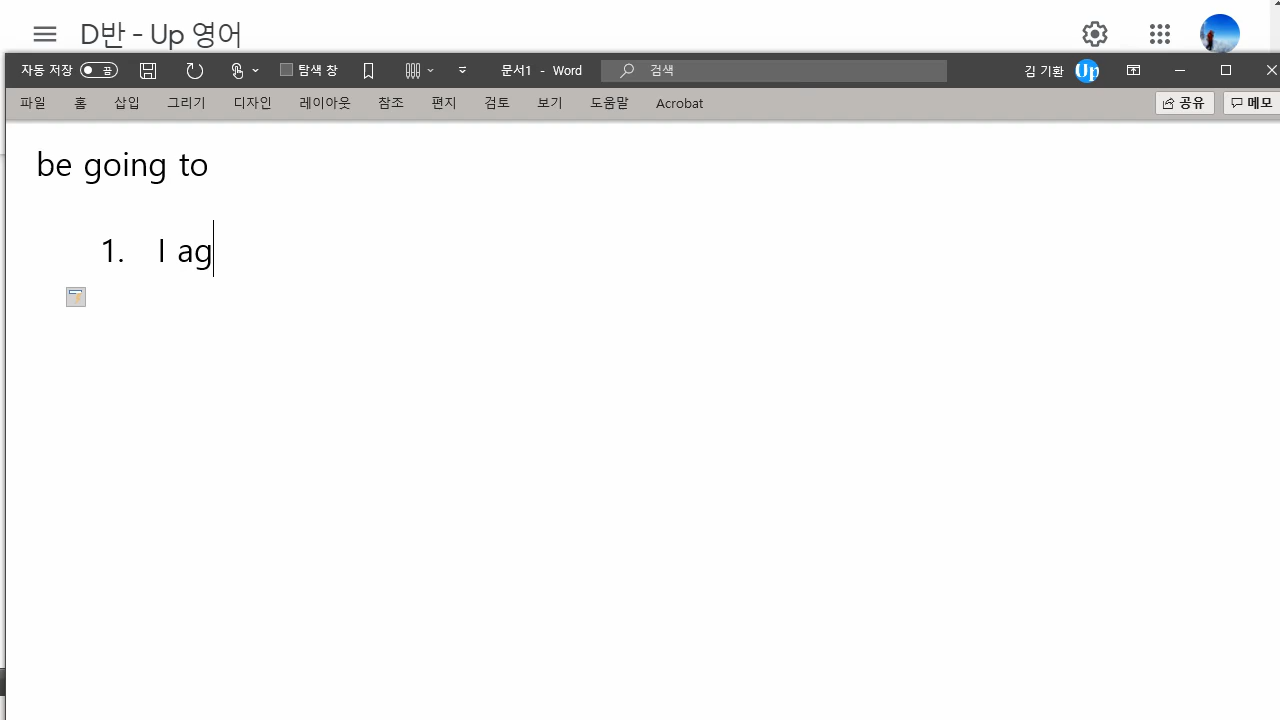 D반 - Up 영어
자동 저장 끔 탐색 창 문서1 - Word 검색 김 기환 Up
파일 홈 삽입 그리기 디자인 레이아웃 참조 편지 검토 보기 도움말 Acrobat 공유 메모
be going to
1. I ag